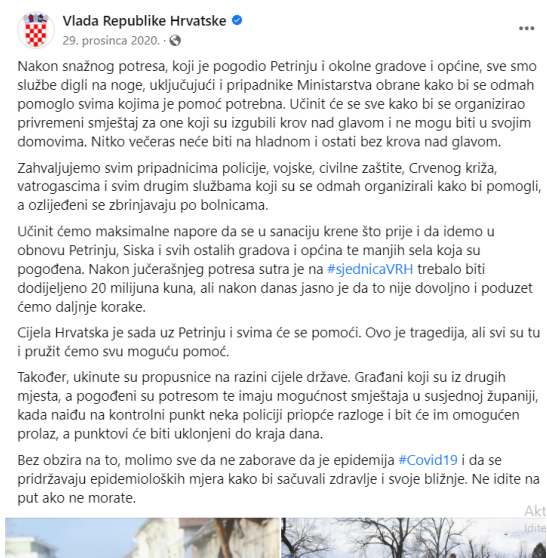 Vlada Republike Hrvatske
29. prosinca 2020. ·
Nakon snažnog potresa, koji je pogodio Petrinju i okolne gradove i općine, sve smo
službe digli na noge, uključujući i pripadnike Ministarstva obrane kako bi se odmah
pomoglo svima kojima je pomoć potrebna. Učinit će se sve kako bi se organizirao
privremeni smještaj za one koji su izgubili krov nad glavom i ne mogu biti u svojim
domovima. Nitko večeras neće biti na hladnom i ostati bez krova nad glavom.
Zahvaljujemo svim pripadnicima policije, vojske, civilne zaštite, Crvenog križa,
vatrogascima i svim drugim službama koji su se odmah organizirali kako bi pomogli,
a ozlijeđeni se zbrinjavaju po bolnicama.
Učinit ćemo maksimalne napore da se u sanaciju krene što prije i da idemo u
obnovu Petrinju, Siska i svih ostalih gradova i općina te manjih sela koja su
pogođena. Nakon jučerašnjeg potresa sutra je na #sjednicaVRH trebalo biti
dodijeljeno 20 milijuna kuna, ali nakon danas jasno je da to nije dovoljno i poduzet
ćemo daljnje korake.
Cijela Hrvatska je sada uz Petrinju i svima će se pomoći. Ovo je tragedija, ali svi su tu
i pružit ćemo svu moguću pomoć.
Također, ukinute su propusnice na razini cijele države. Građani koji su iz drugih
mjesta, a pogođeni su potresom te imaju mogućnost smještaja u susjednoj županiji,
kada naiđu na kontrolni punkt neka policiji priopće razloge i bit će im omogućen
prolaz, a punktovi će biti uklonjeni do kraja dana.
Bez obzira na to, molimo sve da ne zaborave da je epidemija #Covid19 i da se
pridržavaju epidemioloških mjera kako bi sačuvali zdravlje i svoje bližnje. Ne idite na
put ako ne morate.
Akt
Idite